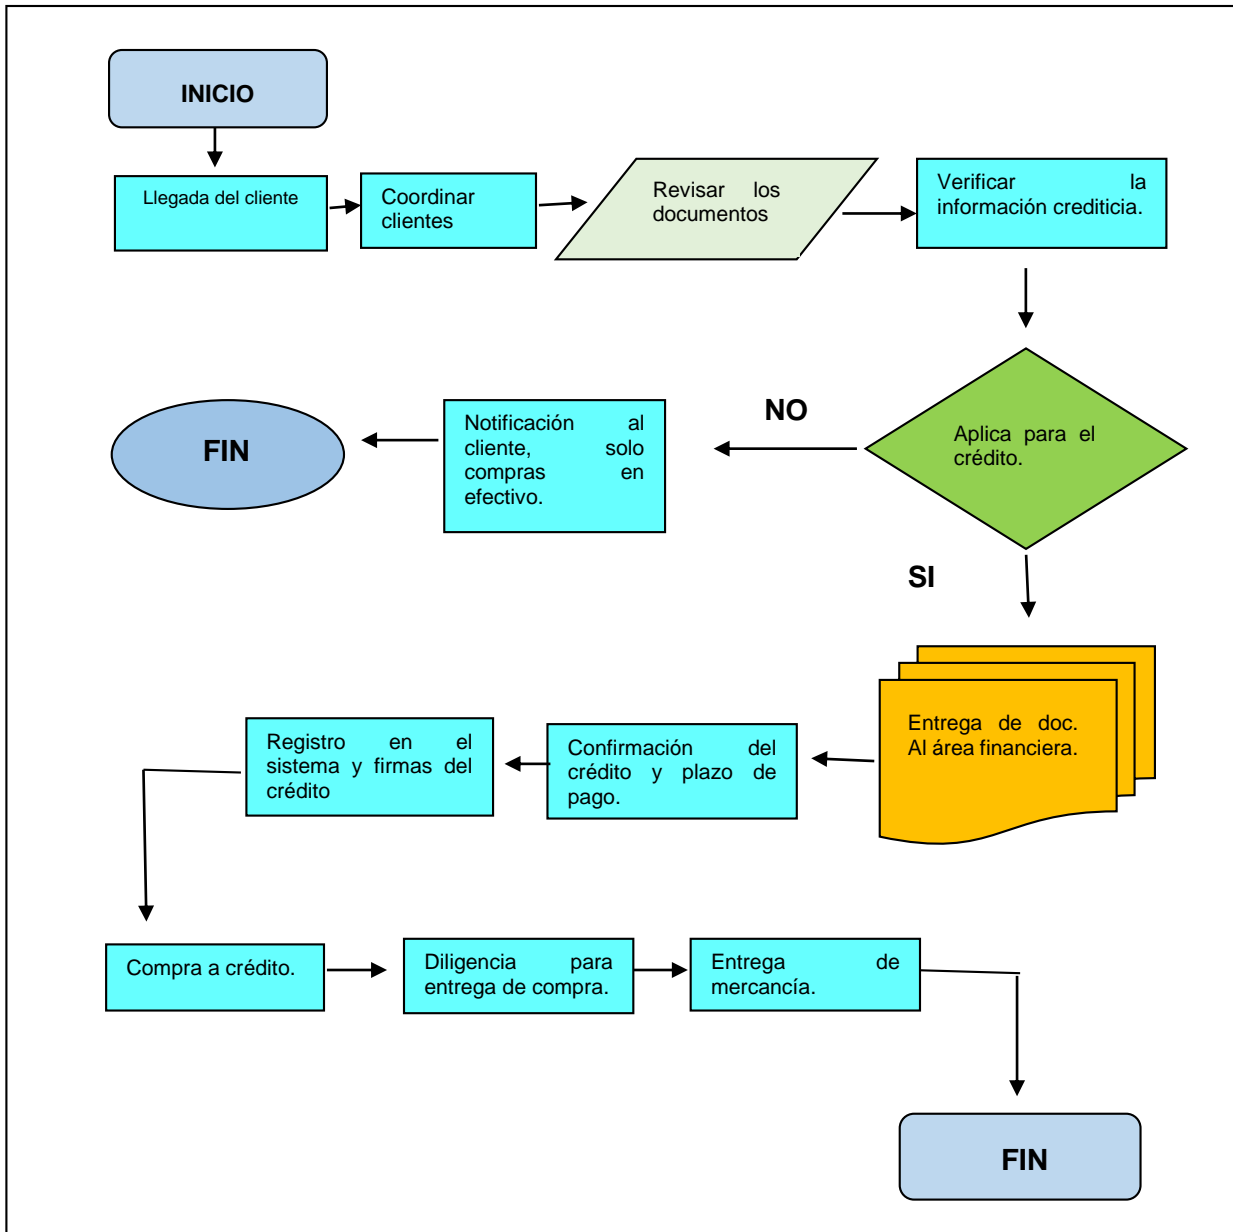 INICIO
Llegada del cliente
Coordinar
clientes
Revisar los
documentos
Verificar la
información crediticia.
Aplica para el
crédito.
NO
Notificación al
cliente, solo
compras en
efectivo.
FIN
SI
Entrega de doc.
Al área financiera.
Confirmación del
crédito y plazo de
pago.
Registro en el
sistema y firmas del
crédito
Compra a crédito.
Diligencia para
entrega de compra.
Entrega de
mercancía.
FIN